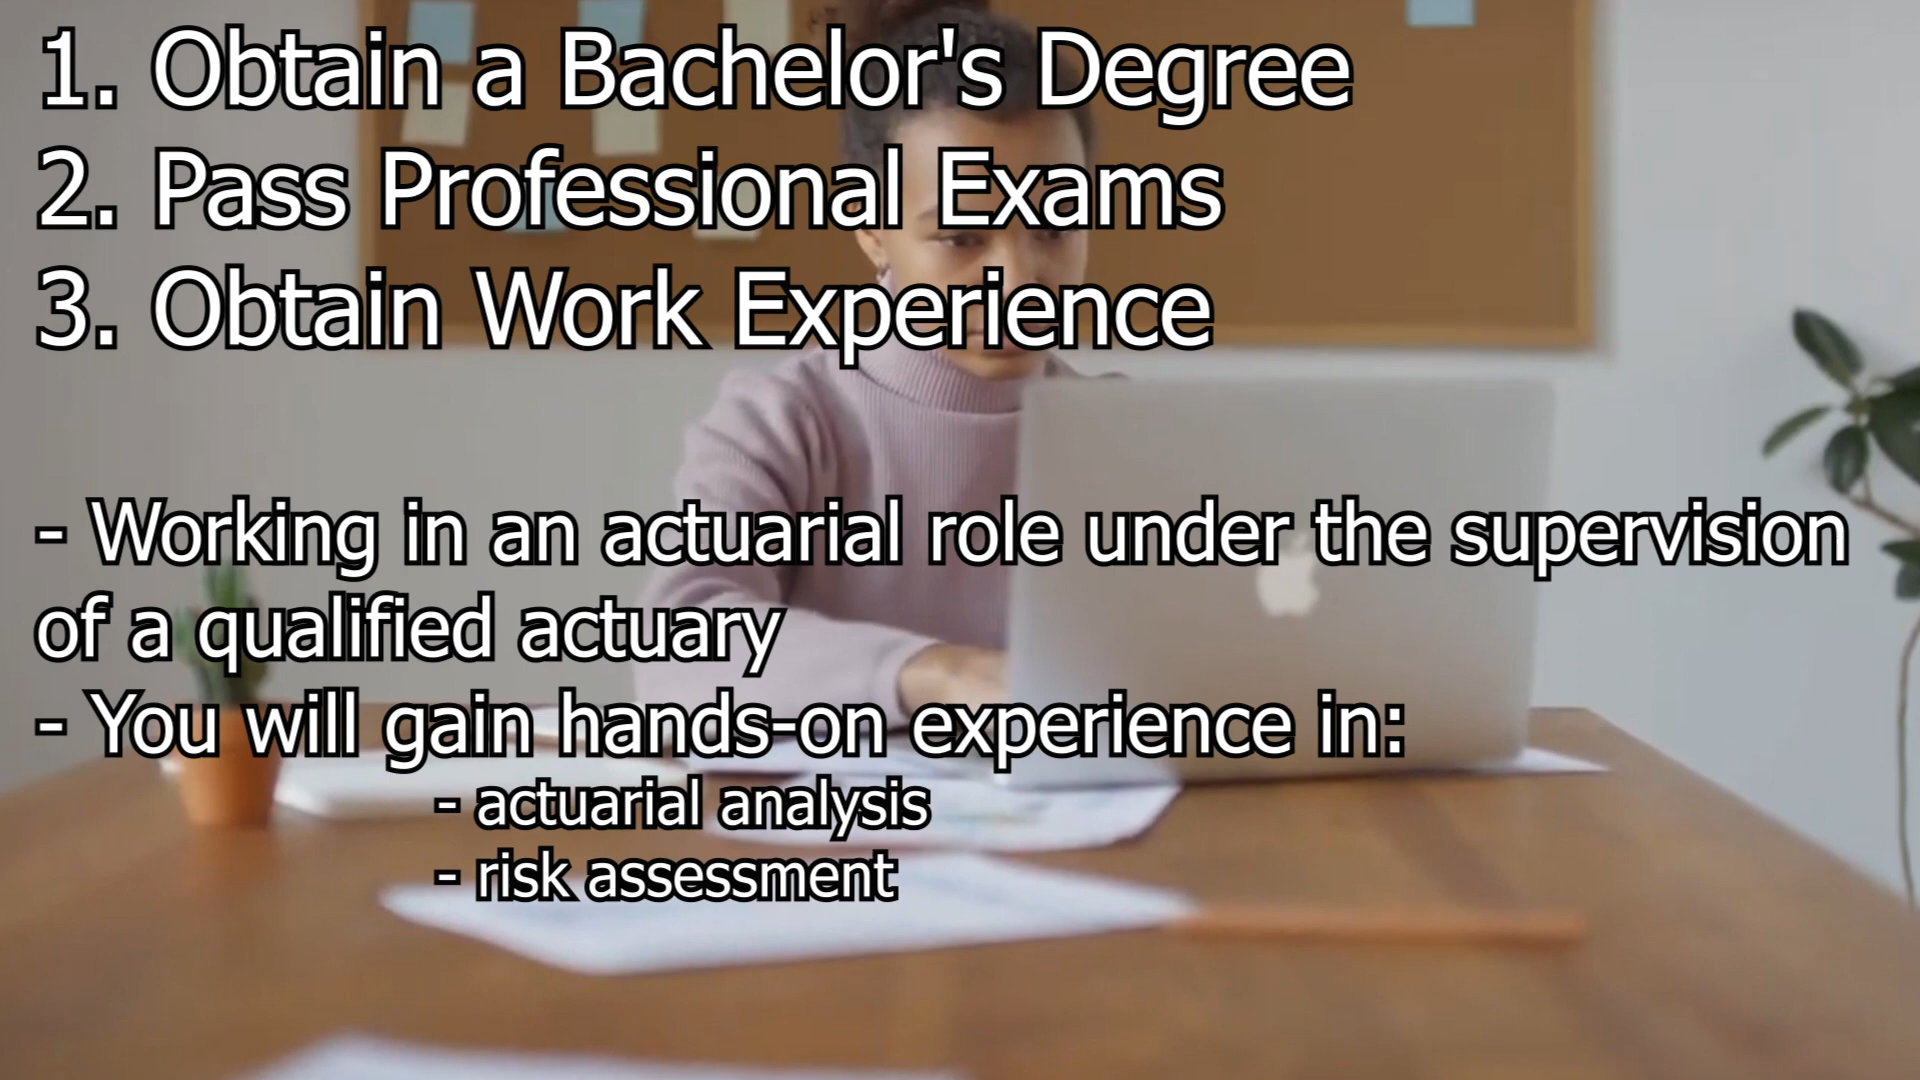 1. Obtain a Bachelor's Degree
2. Pass Professional Exams
3. Obtain Work Experience
- Working in an actuarial role under the supervision
of a qualified actuary
- You will gain hands-on experience in:
- actuarial analysis
- risk assessment